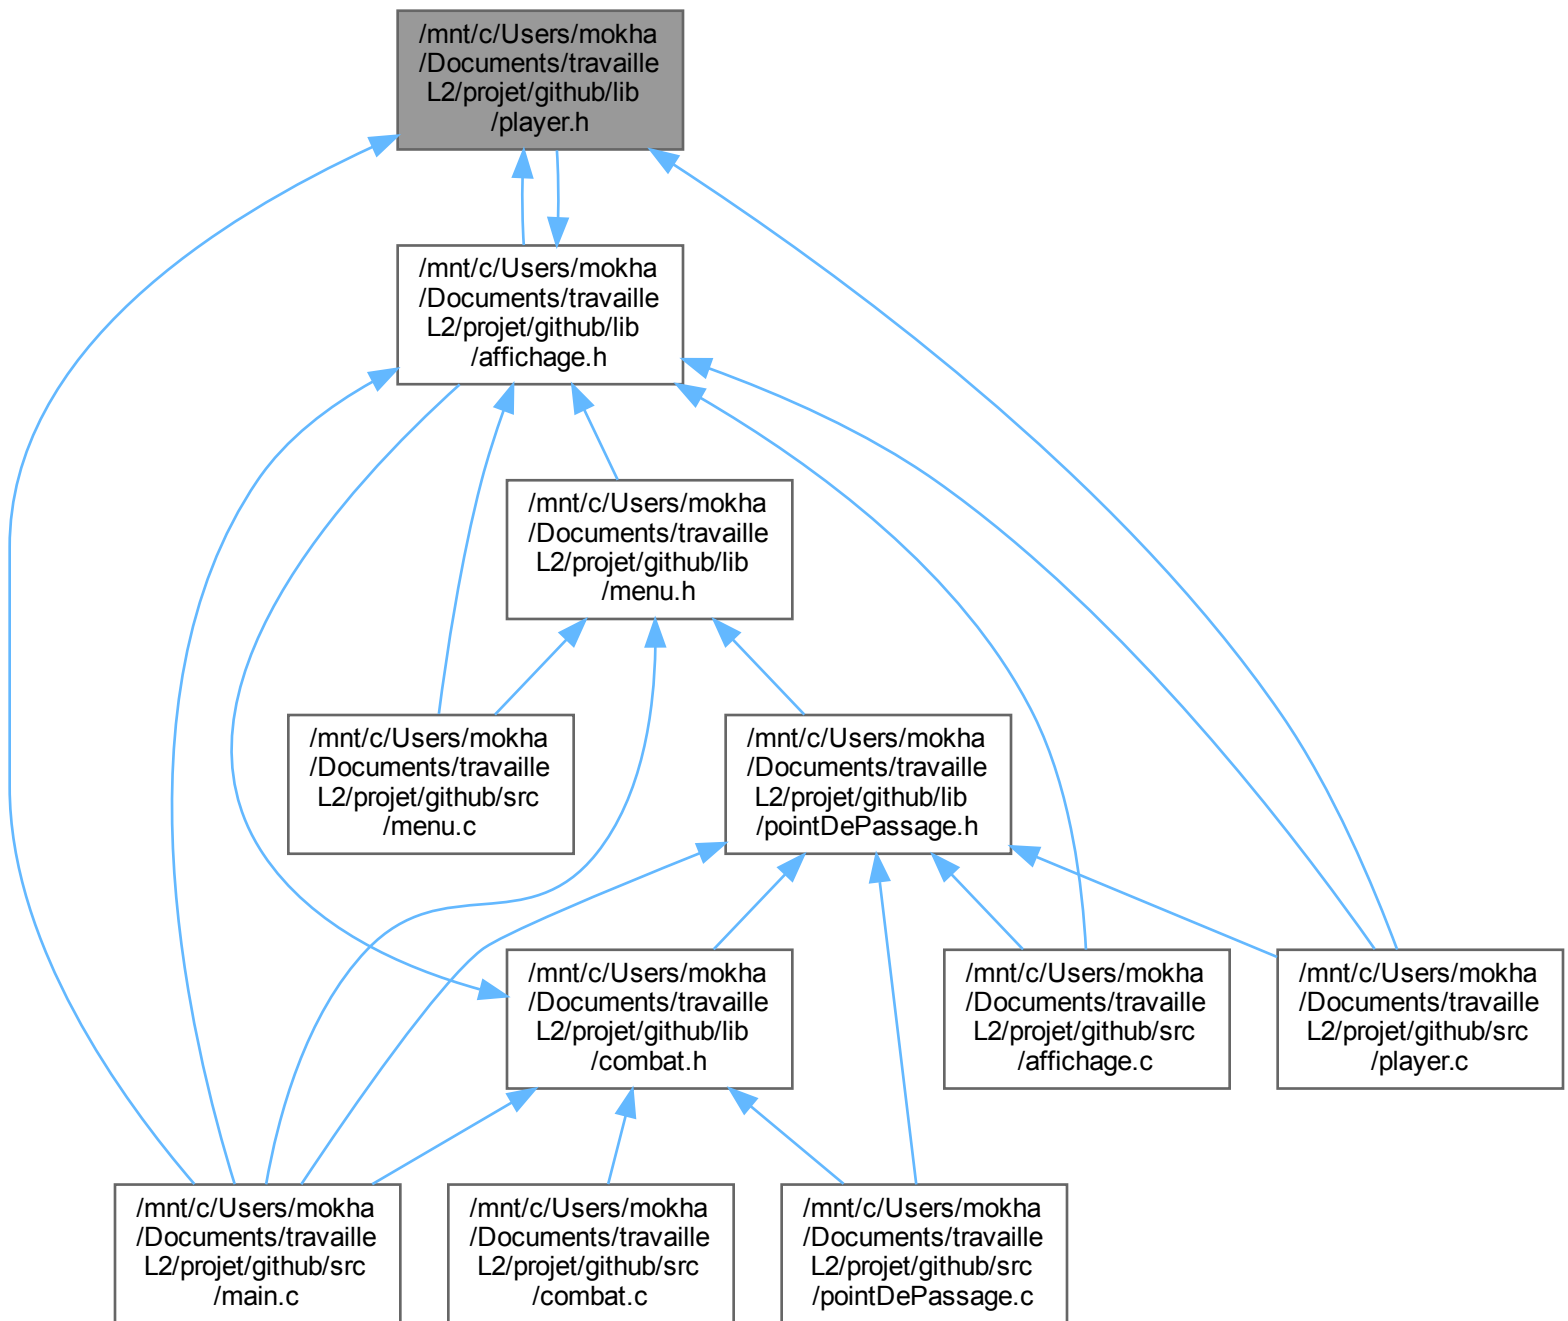 /mnt/c/Users/mokha
/Documents/travaille
L2/projet/github/lib
/player.h
/mnt/c/Users/mokha
/Documents/travaille
L2/projet/github/lib
/affichage.h
/mnt/c/Users/mokha
/Documents/travaille
L2/projet/github/lib
/menu.h
/mnt/c/Users/mokha
/Documents/travaille
L2/projet/github/src
/menu.c
/mnt/c/Users/mokha
/Documents/travaille
L2/projet/github/lib
/pointDePassage.h
/mnt/c/Users/mokha
/Documents/travaille
L2/projet/github/lib
/combat.h
/mnt/c/Users/mokha
/Documents/travaille
L2/projet/github/src
/affichage.c
/mnt/c/Users/mokha
/Documents/travaille
L2/projet/github/src
/player.c
/mnt/c/Users/mokha
/Documents/travaille
L2/projet/github/src
/main.c
/mnt/c/Users/mokha
/Documents/travaille
L2/projet/github/src
/combat.c
/mnt/c/Users/mokha
/Documents/travaille
L2/projet/github/src
/pointDePassage.c